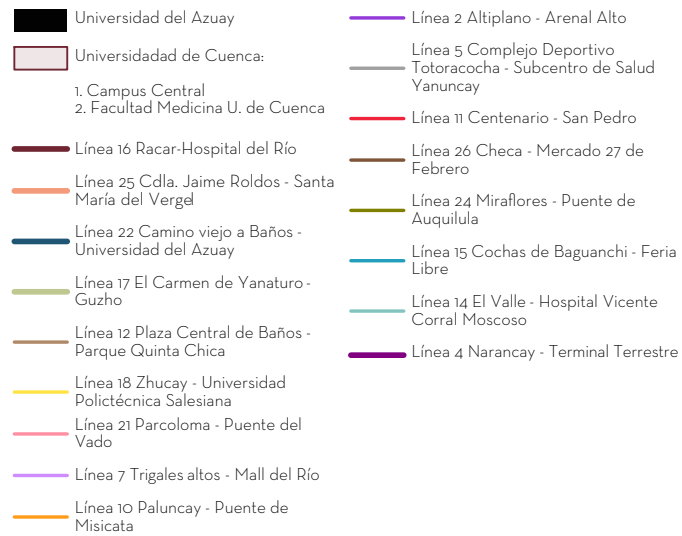 Universidad del Azuay
Universidadad de Cuenca:
1. Campus Central
2. Facultad Medicina U. de Cuenca
Línea 16 Racar-Hospital del Río
Línea 25 Cdla. Jaime Roldos - Santa
María del Vergel
Línea 22 Camino viejo a Baños -
Universidad del Azuay
Línea 17 El Carmen de Yanaturo -
Guzho
Línea 12 Plaza Central de Baños -
Parque Quinta Chica
Línea 18 Zhucay - Universidad
Polictécnica Salesiana
Línea 21 Parcoloma - Puente del
Vado
Línea 7 Trigales altos - Mall del Río
Línea 10 Paluncay - Puente de
Misicata
Línea 2 Altiplano - Arenal Alto
Línea 5 Complejo Deportivo
Totoracocha - Subcentro de Salud
Yanuncay
Línea 11 Centenario - San Pedro
Línea 26 Checa - Mercado 27 de
Febrero
Línea 24 Miraflores - Puente de
Auquilula
Línea 15 Cochas de Baguanchi - Feria
Libre
Línea 14 El Valle - Hospital Vicente
Corral Moscoso
Línea 4 Narancay - Terminal Terrestre